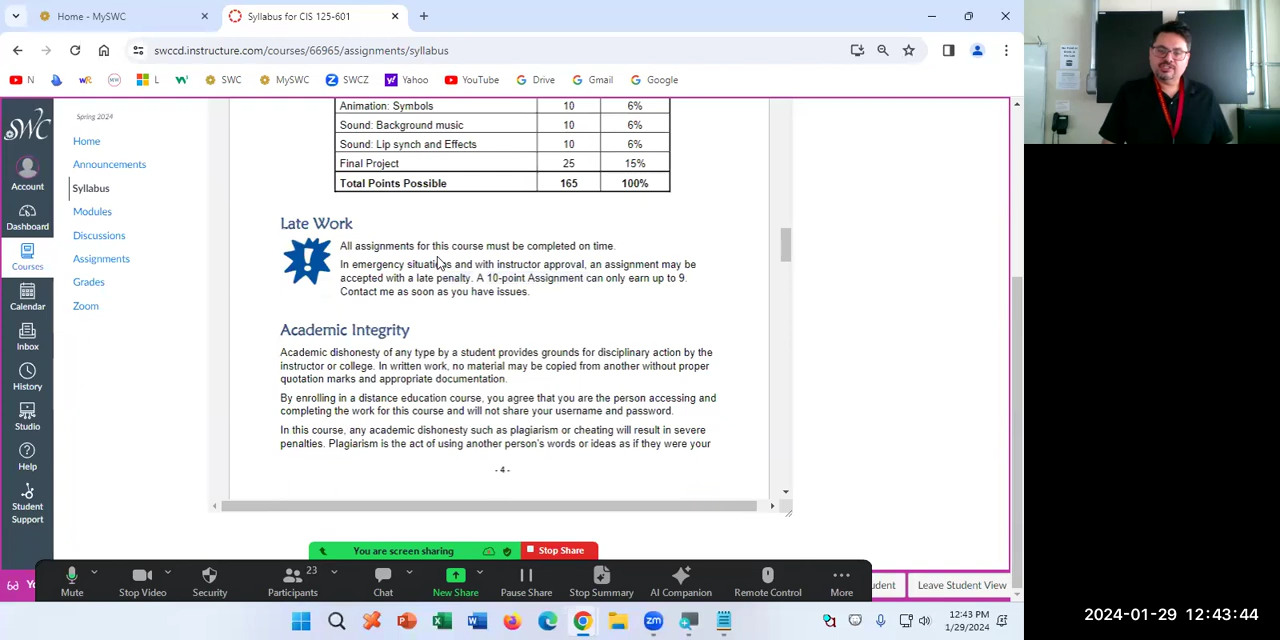 Home - MySWC
Syllabus for CIS 125-601
swccd.instructure.com/courses/66965/assignments/syllabus
N
L
SWC
MySWC
SWCZ
Yahoo
YouTube
Drive
Gmail
Google
SWC
Account
Dashboard
Courses
Calendar
Inbox
History
Studio
Help
Student
Support
Spring 2024
Home
Announcements
Syllabus
Modules
Discussions
Assignments
Grades
Zoom
Animation: Symbols 10 6%
Sound: Background music 10 6%
Sound: Lip synch and Effects 10 6%
Final Project 25 15%
Total Points Possible 165 100%
Late Work
All assignments for this course must be completed on time.
In emergency situations and with instructor approval, an assignment may be
accepted with a late penalty. A 10-point Assignment can only earn up to 9.
Contact me as soon as you have issues.
Academic Integrity
Academic dishonesty of any type by a student provides grounds for disciplinary action by the
instructor or college. In written work, no material may be copied from another without proper
quotation marks and appropriate documentation.
By enrolling in a distance education course, you agree that you are the person accessing and
completing the work for this course and will not share your username and password.
In this course, any academic dishonesty such as plagiarism or cheating will result in severe
penalties. Plagiarism is the act of using another person's words or ideas as if they were your
- 4 -
You are screen sharing
Stop Share
Mute
Stop Video
Security
Participants
23
Chat
New Share
Pause Share
Stop Summary
AI Companion
Remote Control
More
udent
Leave Student View
12:43 PM
1/29/2024
2024-01-29 12:43:44